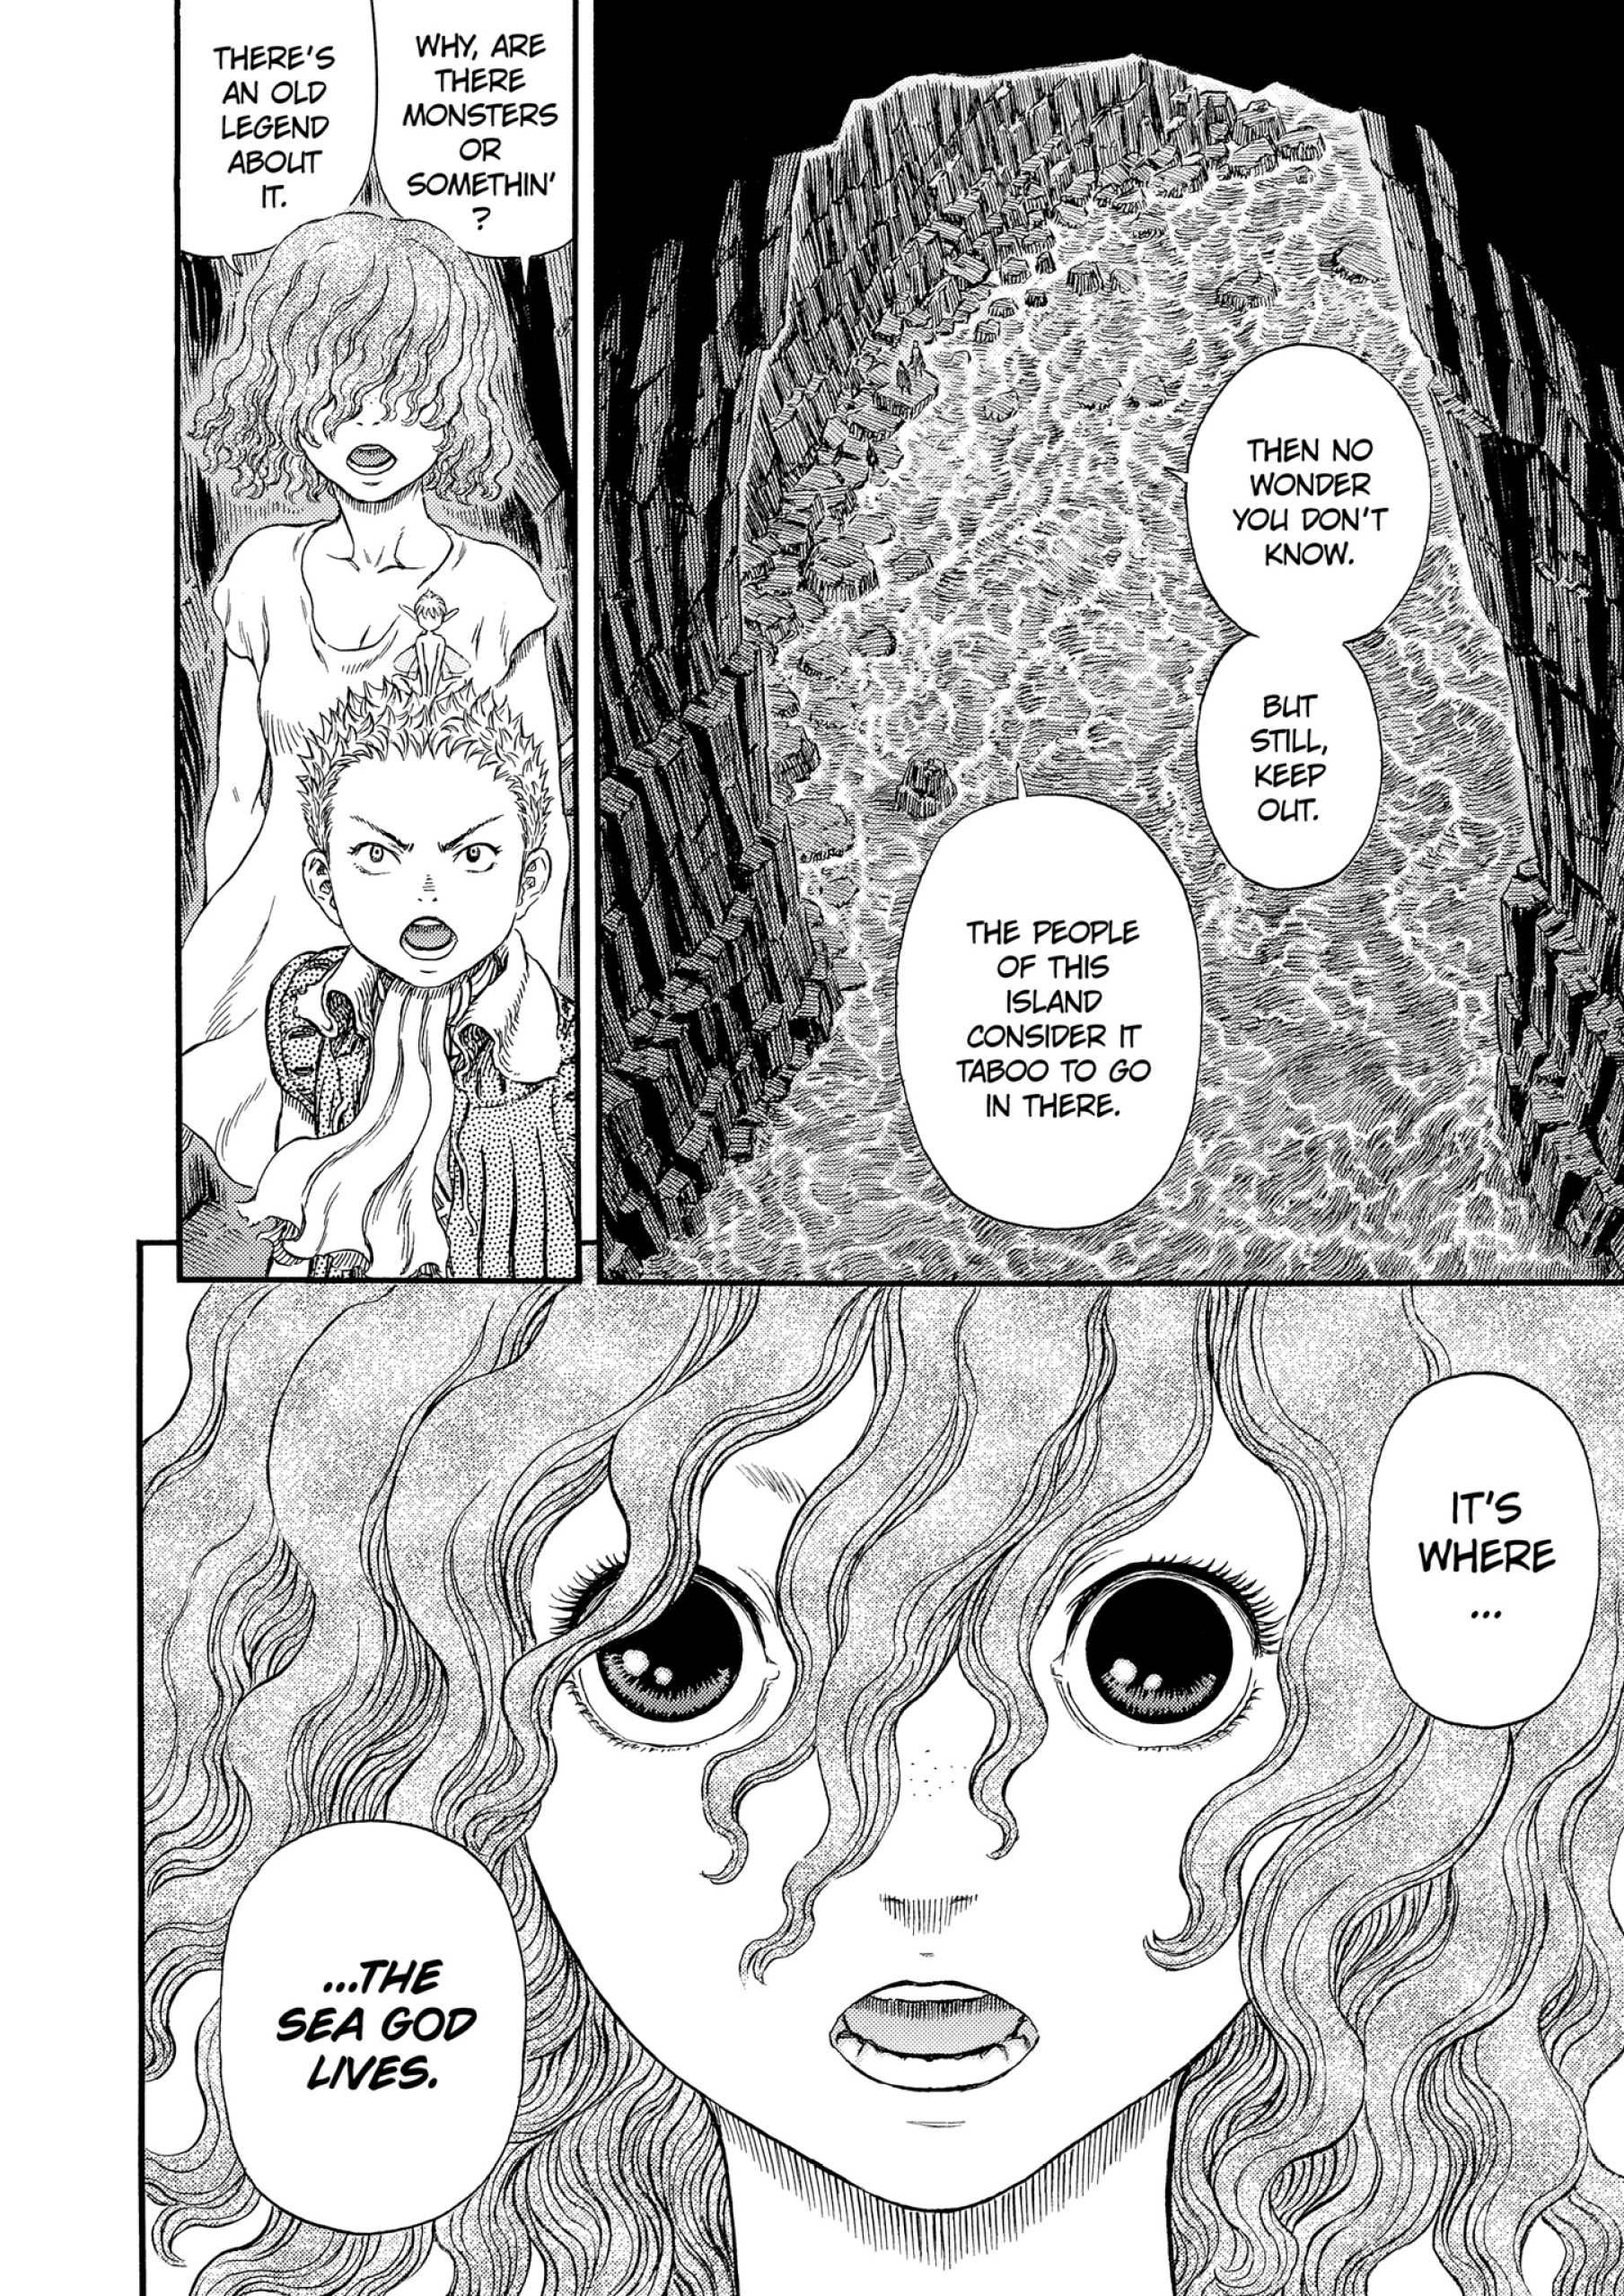 THEN NO
WONDER
YOU DON'T
KNOW.
BUT
STILL,
KEEP
OUT.
THE PEOPLE
OF THIS
ISLAND
CONSIDER IT
TABOO TO GO
IN THERE.
WHY, ARE
THERE
MONSTERS
OR
SOMETHIN'
?
THERE'S
AN OLD
LEGEND
ABOUT
IT.
IT'S
WHERE
...
...THE
SEA GOD
LIVES.